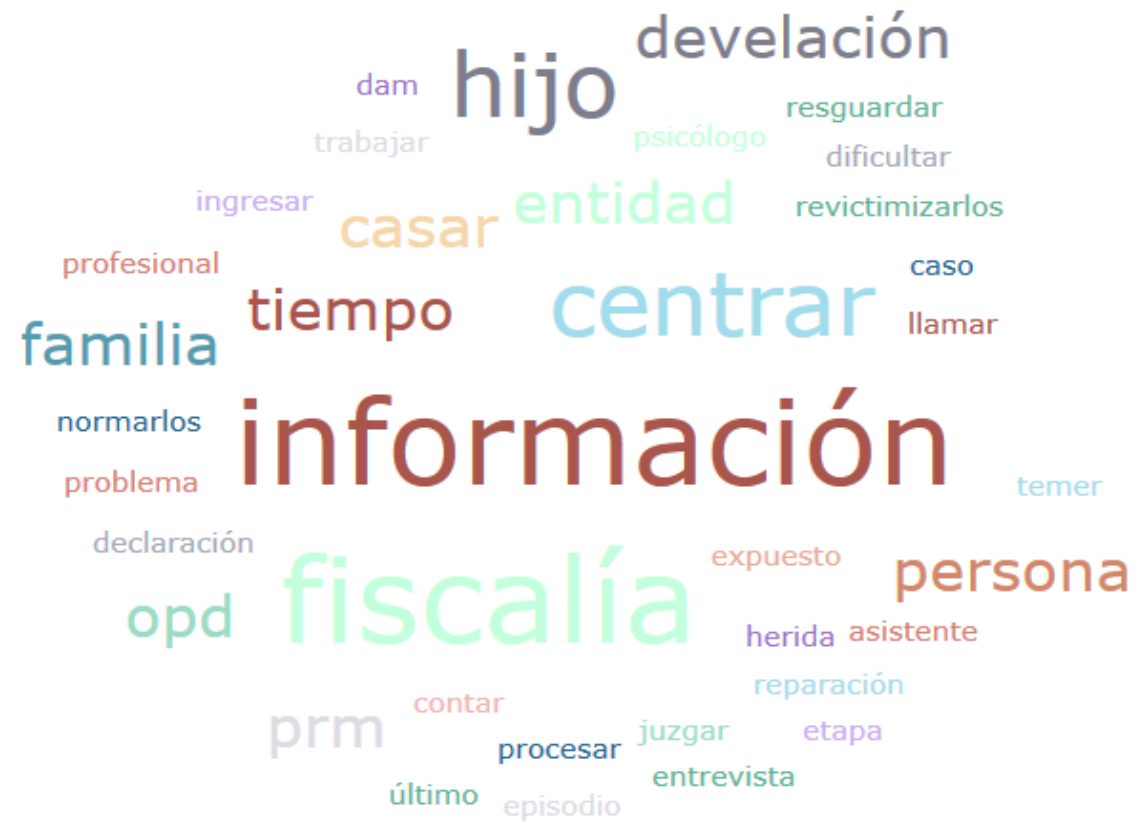 develación
hijo
dam
resguardar
trabajar
psicólogo
dificultar
ingresar
casar
entidad
revictimizarlos
profesional
tiempo
centrar
caso
llamar
familia
normarlos
información
problema
temer
declaración
fiscalía
expuesto
persona
opd
herida
asistente
reparación
prm
contar
juzgar
etapa
procesar
entrevista
último
episodio